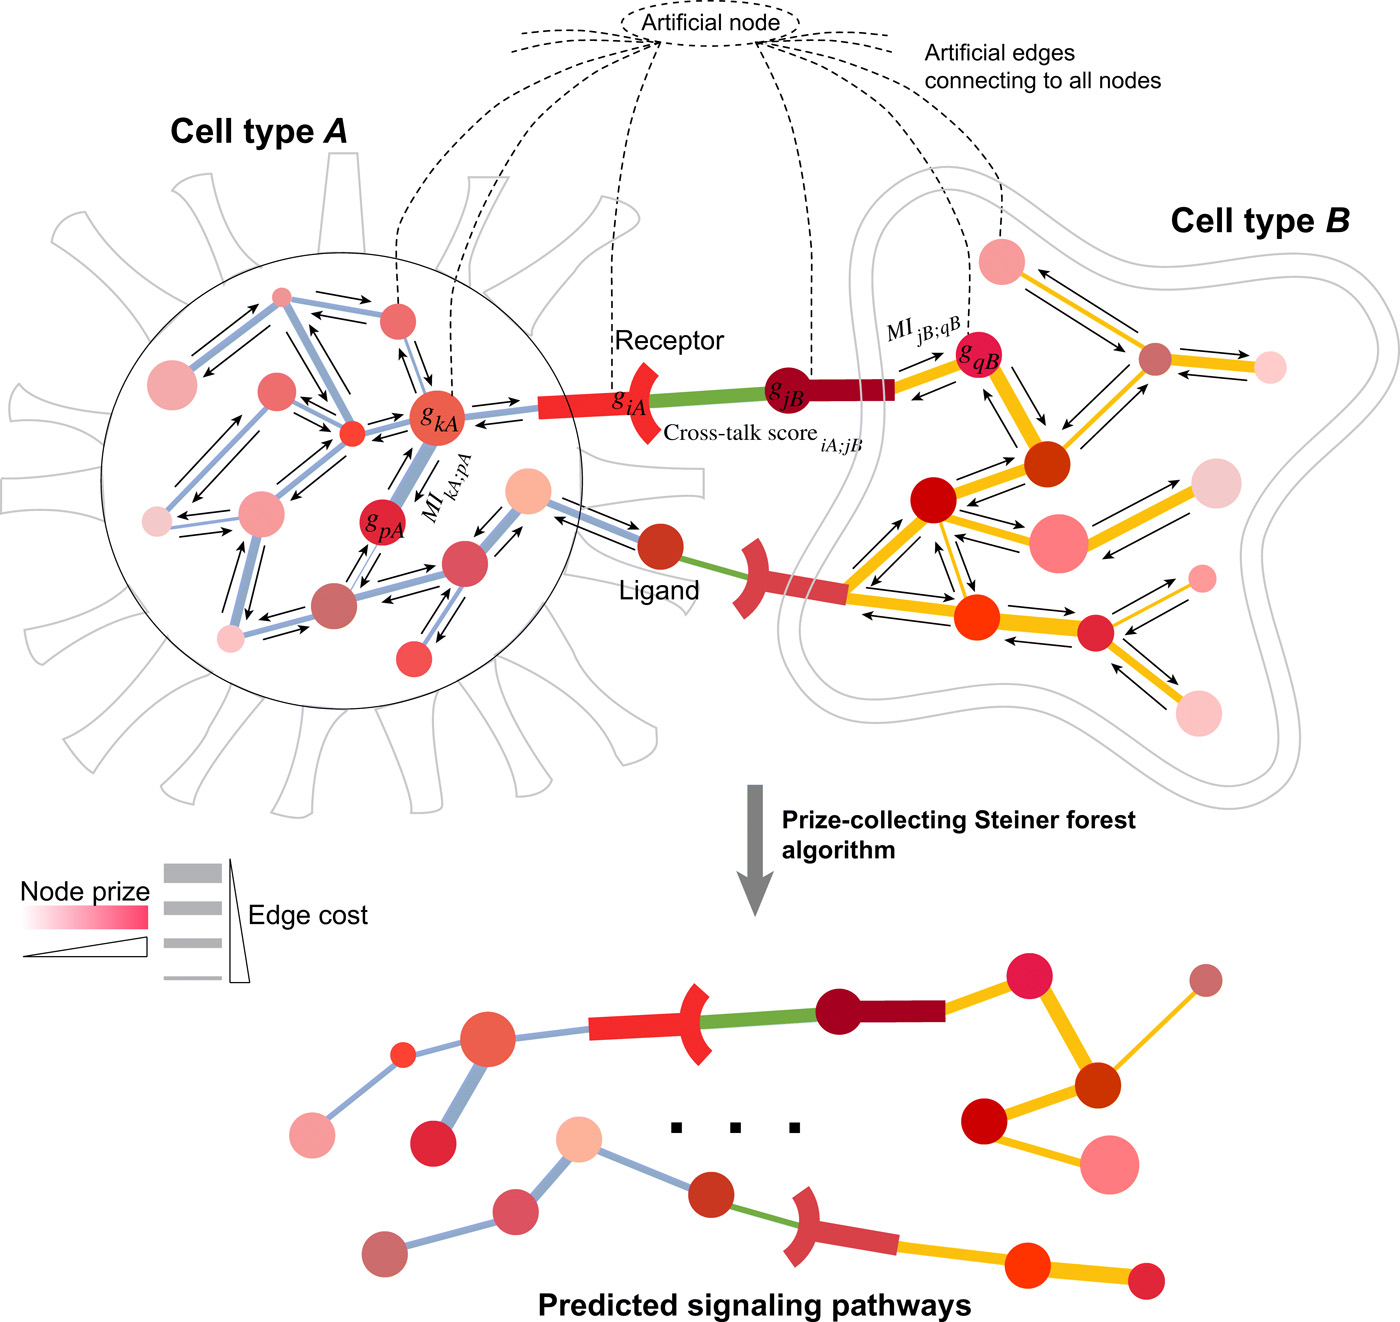 Artificial node
Artificial edges
connecting to all nodes
Cell type A
Cell type B
Receptor
MI jB;qB
g qB
g kA
g iA
g jB
Cross-talk score iA;jB
MI kA;pA
g pA
Ligand
Prize-collecting Steiner forest
algorithm
Node prize
Edge cost
Predicted signaling pathways